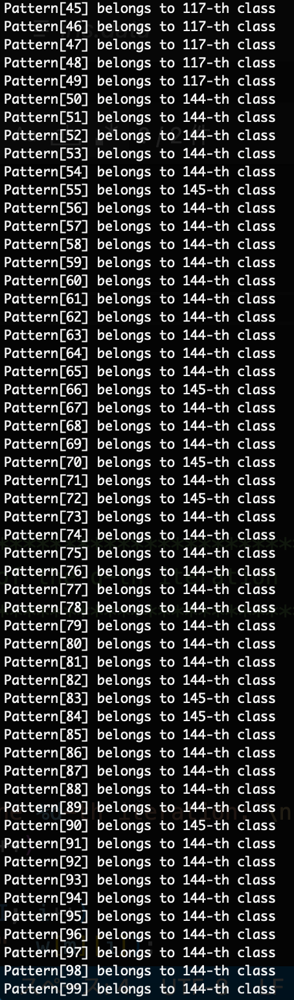 Pattern[45] belongs to 117-th class
Pattern[46] belongs to 117-th class
Pattern[47] belongs to 117-th class
Pattern[48] belongs to 117-th class
Pattern[49] belongs to 117-th class
Pattern[50] belongs to 144-th class
Pattern[51] belongs to 144-th class
Pattern[52] belongs to 144-th class
Pattern[53] belongs to 144-th class
Pattern[54] belongs to 144-th class
Pattern[55] belongs to 145-th class
Pattern[56] belongs to 144-th class
Pattern[57] belongs to 144-th class
Pattern[58] belongs to 144-th class
Pattern[59] belongs to 144-th class
Pattern[60] belongs to 144-th class
Pattern[61] belongs to 144-th class
Pattern[62] belongs to 144-th class
Pattern[63] belongs to 144-th class
Pattern[64] belongs to 144-th class
Pattern[65] belongs to 144-th class
Pattern[66] belongs to 145-th class
Pattern[67] belongs to 144-th class
Pattern[68] belongs to 144-th class
Pattern[69] belongs to 144-th class
Pattern[70] belongs to 145-th class
Pattern[71] belongs to 144-th class
Pattern[72] belongs to 145-th class
Pattern[73] belongs to 144-th class
Pattern[74] belongs to 144-th class
Pattern[75] belongs to 144-th class
Pattern[76] belongs to 144-th class
Pattern[77] belongs to 144-th class
Pattern[78] belongs to 144-th class
Pattern[79] belongs to 144-th class
Pattern[80] belongs to 144-th class
Pattern[81] belongs to 144-th class
Pattern[82] belongs to 144-th class
Pattern[83] belongs to 145-th class
Pattern[84] belongs to 145-th class
Pattern[85] belongs to 144-th class
Pattern[86] belongs to 144-th class
Pattern[87] belongs to 144-th class
Pattern[88] belongs to 144-th class
Pattern[89] belongs to 144-th class
Pattern[90] belongs to 145-th class
Pattern[91] belongs to 144-th class
Pattern[92] belongs to 144-th class
Pattern[93] belongs to 144-th class
Pattern[94] belongs to 144-th class
Pattern[95] belongs to 144-th class
Pattern[96] belongs to 144-th class
Pattern[97] belongs to 144-th class
Pattern[98] belongs to 144-th class
Pattern[99] belongs to 144-th class